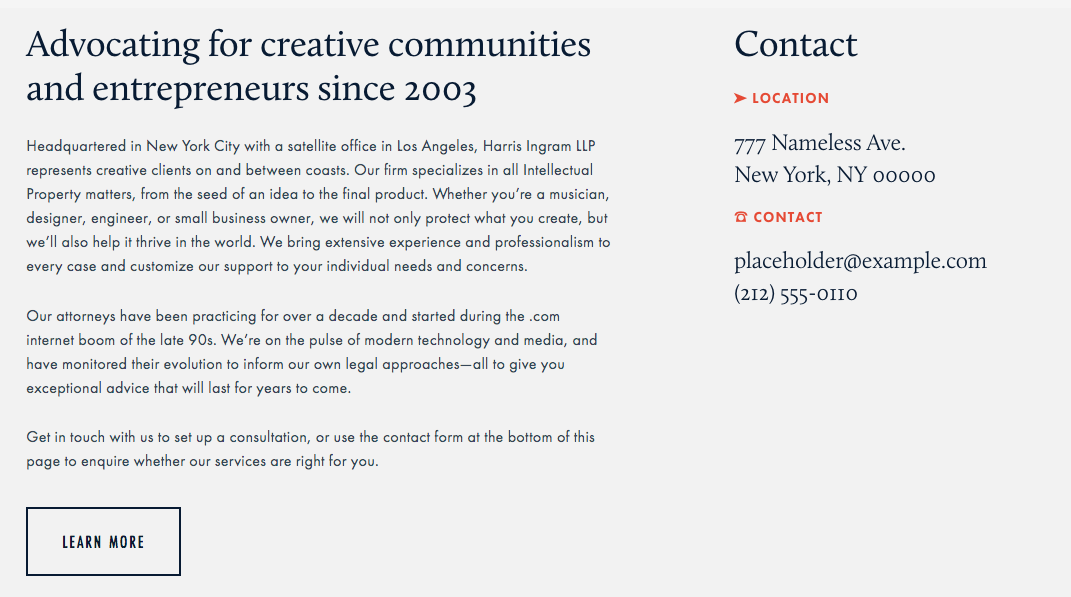 Advocating for creative communities
and entrepreneurs since 2003
Headquartered in New York City with a satellite office in Los Angeles, Harris Ingram LLP
represents creative clients on and between coasts. Our firm specializes in all Intellectual
Property matters, from the seed of an idea to the final product. Whether you're a musician,
designer, engineer, or small business owner, we will not only protect what you create, but
we'll also help it thrive in the world. We bring extensive experience and professionalism to
every case and customize our support to your individual needs and concerns.
Our attorneys have been practicing for over a decade and started during the .com
internet boom of the late 90s. We're on the pulse of modern technology and media, and
have monitored their evolution to inform our own legal approaches—all to give you
exceptional advice that will last for years to come.
Get in touch with us to set up a consultation, or use the contact form at the bottom of this
page to enquire whether our services are right for you.
LEARN MORE
Contact
➤ LOCATION
777 Nameless Ave.
New York, NY 00000
☎ CONTACT
placeholder@example.com
(212) 555-0110